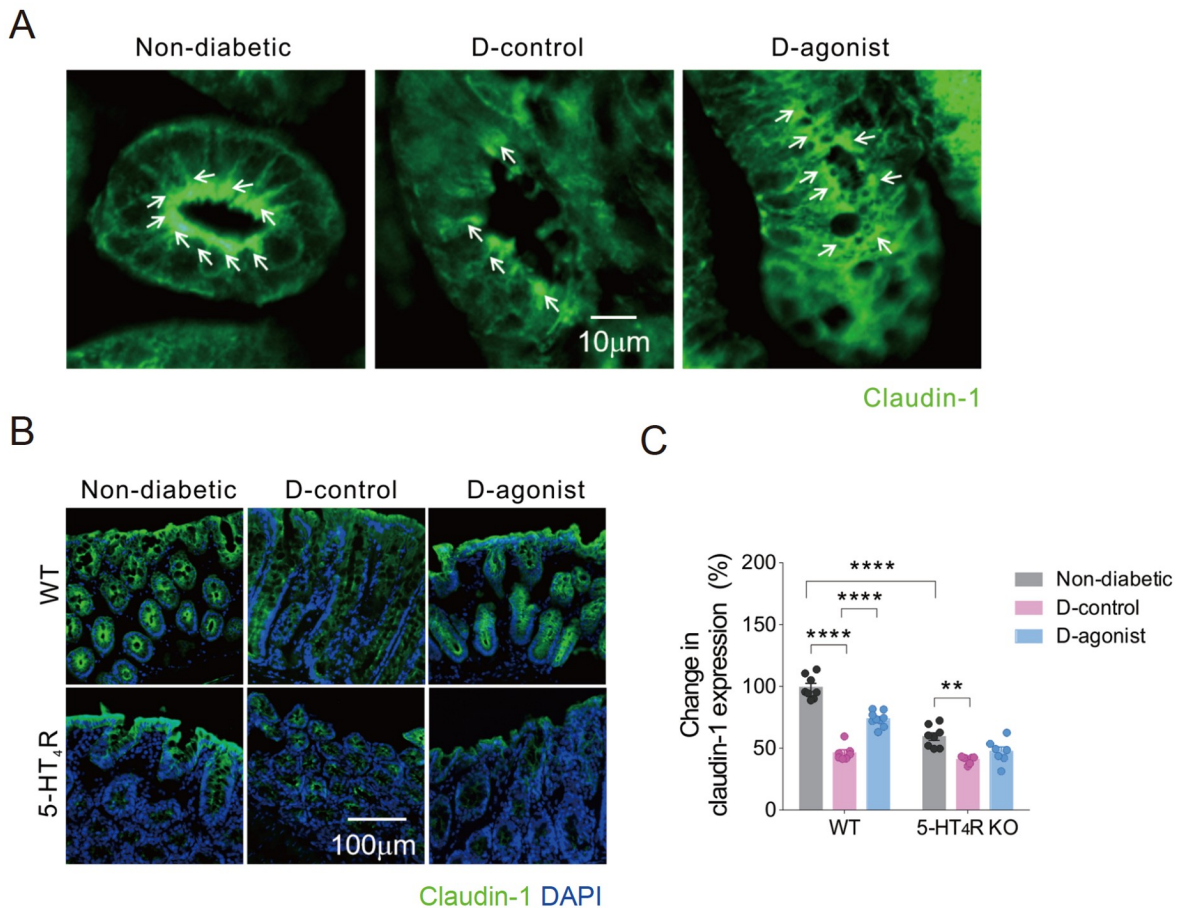 A
Non-diabetic D-control D-agonist
10μm
Claudin-1
B
Non-diabetic D-control D-agonist
WT
5-HT4R
100μm
Claudin-1 DAPI
C
Change in
claudin-1 expression (%)
200
150
100
50
0
****
****
****
**
WT 5-HT4R KO
Non-diabetic
D-control
D-agonist